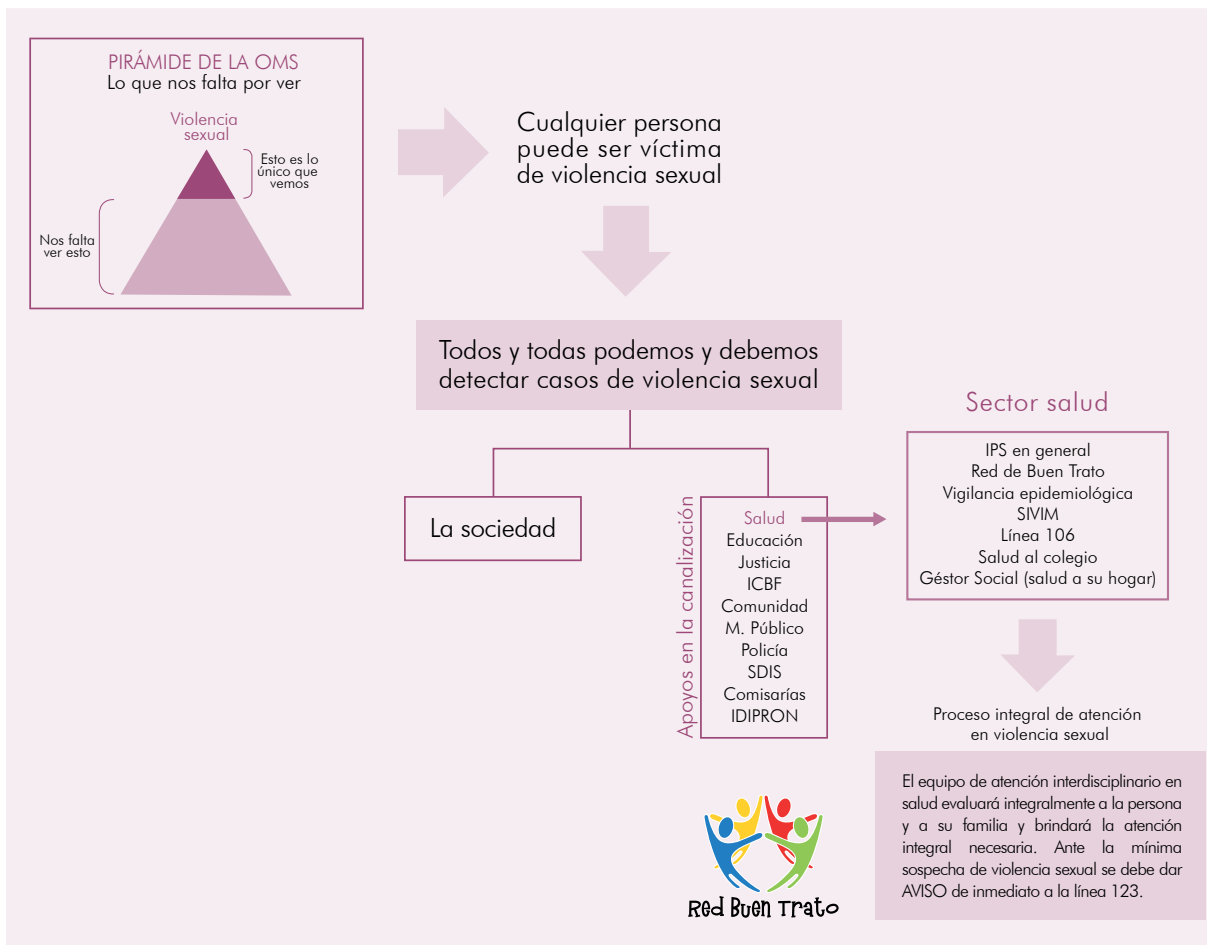 PIRÁMIDE DE LA OMS
Lo que nos falta por ver
Violencia
sexual
Esto es lo
único que
vemos
Nos falta
ver esto
Cualquier persona
puede ser víctima
de violencia sexual
Todos y todas podemos y debemos
detectar casos de violencia sexual
La sociedad
Apoyos en la canalización
Salud
Educación
Justicia
ICBF
Comunidad
M. Público
Policía
SDIS
Comisarías
IDIPRON
Sector salud
IPS en general
Red de Buen Trato
Vigilancia epidemiológica
SIVIM
Línea 106
Salud al colegio
Géstor Social (salud a su hogar)
Proceso integral de atención
en violencia sexual
El equipo de atención interdisciplinario en
salud evaluará integralmente a la persona
y a su familia y brindará la atención
integral necesaria. Ante la mínima
sospecha de violencia sexual se debe dar
AVISO de inmediato a la línea 123.
Red Buen Trato